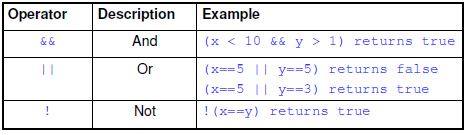 Operator Description Example
&& And (x < 10 && y > 1) returns true
|| Or (x==5 || y==5) returns false
(x==5 || y==3) returns true
! Not !(x==y) returns true